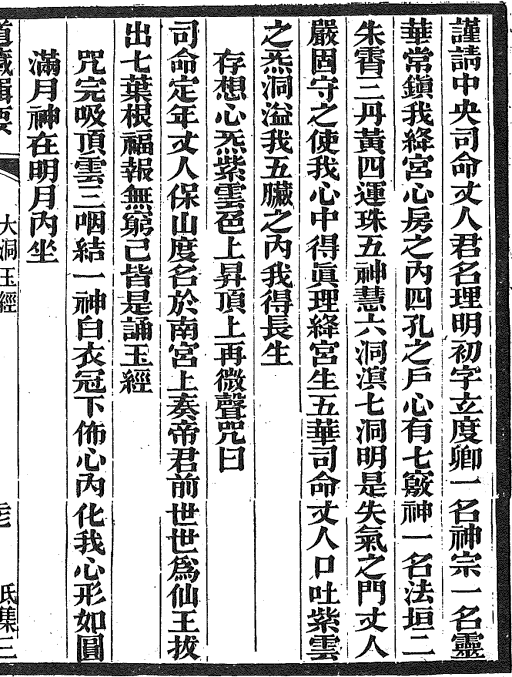 謹請中央司命丈人君名理明初字立度卿一名神宗一名靈
華常鎭我絳宮心房之內四孔之戶心有七竅神一名法垣二
朱霄三丹黃四運珠五神慧六洞溟七洞明是失氣之門丈人
嚴固守之使我心中得眞理絳宮生五華司命丈人口吐紫雲
之炁洞溢我五臟之內我得長生
存想心炁紫雲色上昇頂上再微聲咒曰
司命定年丈人保山度名於南宮上奏帝君前世世爲仙王拔
出七葉根福報無窮已皆是誦玉經
咒完吸頂雲三咽結一神白衣冠下佈心內化我心形如圓
滿月神在明月內坐
道藏輯要
大洞玉經
氐集三